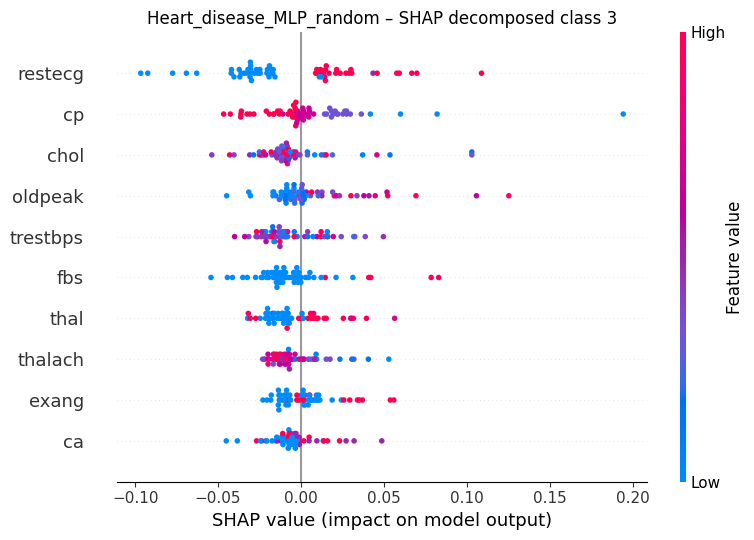 Heart_disease_MLP_random – SHAP decomposed class 3
High
restecg
cp
chol
oldpeak
trestbps
fbs
thal
thalach
exang
ca
Feature value
Low
−0.10 −0.05 0.00 0.05 0.10 0.15 0.20
SHAP value (impact on model output)